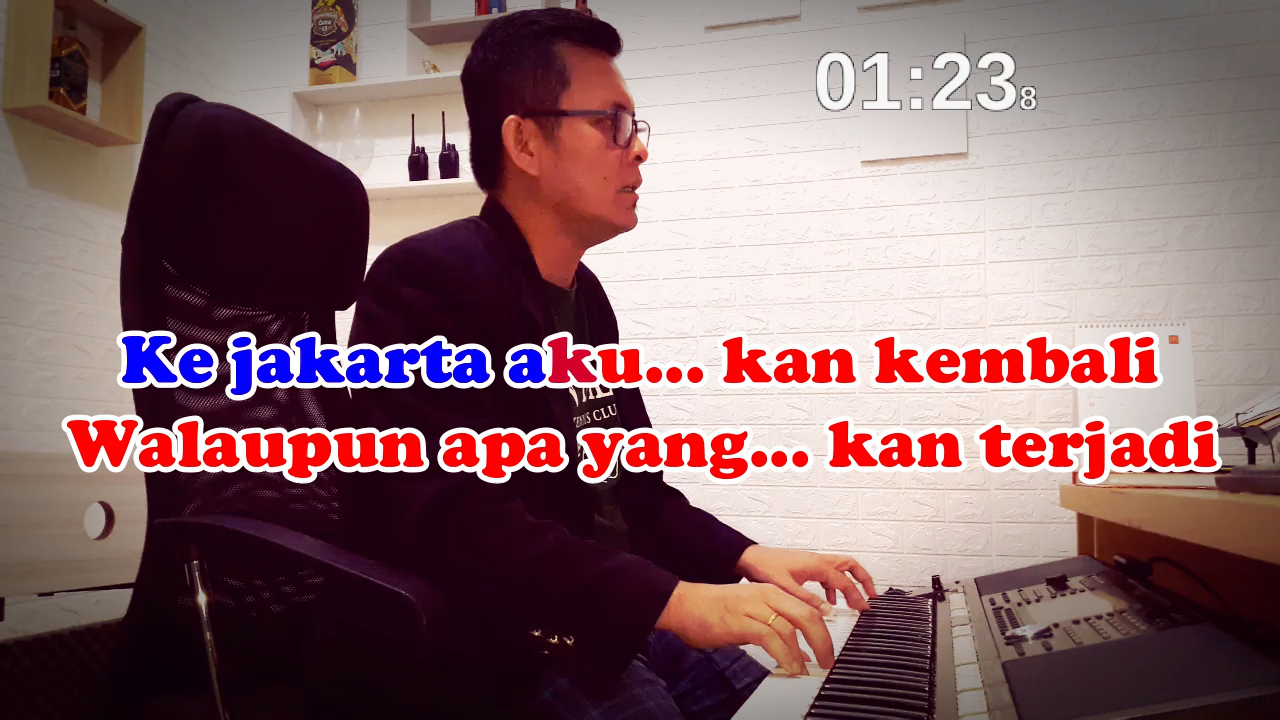 01:238
Ke jakarta aku... kan kembali
Walaupun apa yang... kan terjadi